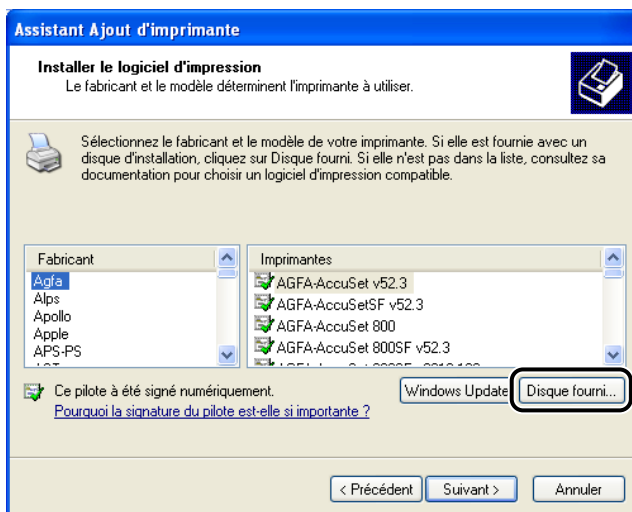 Assistant Ajout d'imprimante
Installer le logiciel d'impression
Le fabricant et le modèle déterminent l'imprimante à utiliser.
Sélectionnez le fabricant et le modèle de votre imprimante. Si elle est fournie avec un
disque d'installation, cliquez sur Disque fourni. Si elle n'est pas dans la liste, consultez sa
documentation pour choisir un logiciel d'impression compatible.
Fabricant
Agfa
Alps
Apollo
Apple
APS-PS
Imprimantes
AGFA-AccuSet v52.3
AGFA-AccuSetSF v52.3
AGFA-AccuSet 800
AGFA-AccuSet 800SF v52.3
Ce pilote à été signé numériquement.
Pourquoi la signature du pilote est-elle si importante ?
Windows Update
Disque fourni...
< Précédent
Suivant >
Annuler